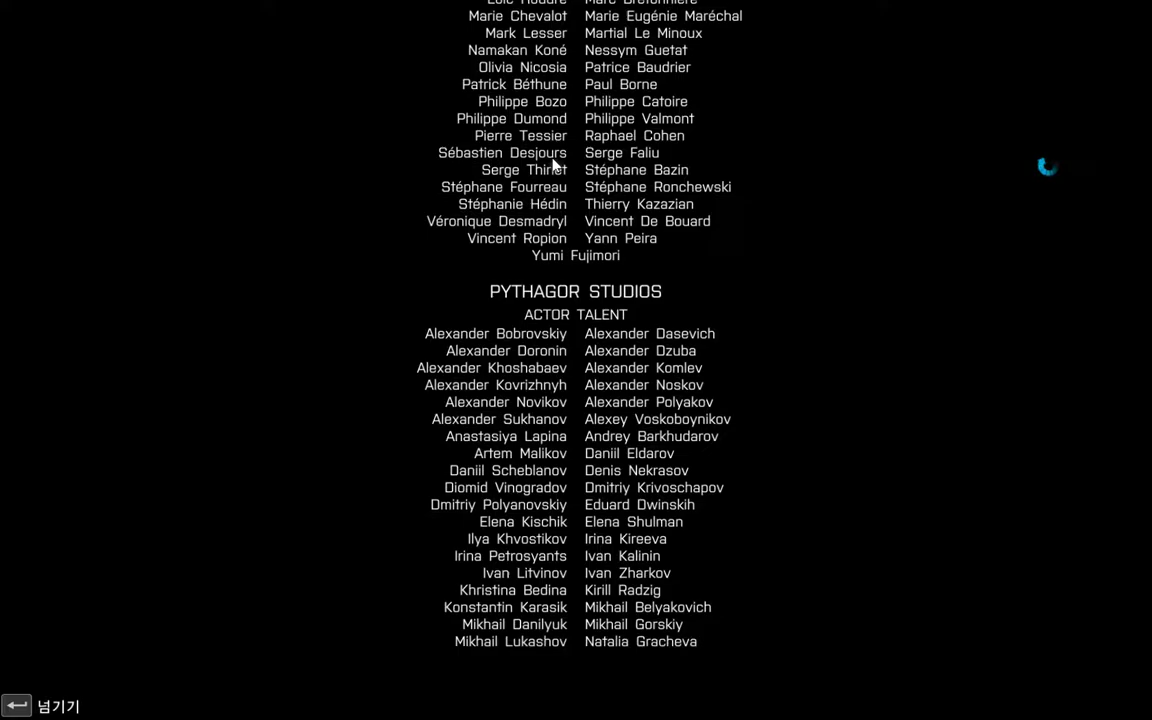 Loïc Houdré Marc Bretonnière
Marie Chevalot Marie Eugénie Maréchal
Mark Lesser Martial Le Minoux
Namakan Koné Nessym Guetat
Olivia Nicosia Patrice Baudrier
Patrick Béthune Paul Borne
Philippe Bozo Philippe Catoire
Philippe Dumond Philippe Valmont
Pierre Tessier Raphael Cohen
Sébastien Desjours Serge Faliu
Serge Thiriet Stéphane Bazin
Stéphane Fourreau Stéphane Ronchewski
Stéphanie Hédin Thierry Kazazian
Véronique Desmadryl Vincent De Bouard
Vincent Ropion Yann Peira
Yumi Fujimori
PYTHAGOR STUDIOS
ACTOR TALENT
Alexander Bobrovskiy Alexander Dasevich
Alexander Doronin Alexander Dzuba
Alexander Khoshabaev Alexander Komlev
Alexander Kovrizhnyh Alexander Noskov
Alexander Novikov Alexander Polyakov
Alexander Sukhanov Alexey Voskoboynikov
Anastasiya Lapina Andrey Barkhudarov
Artem Malikov Daniil Eldarov
Daniil Scheblanov Denis Nekrasov
Diomid Vinogradov Dmitriy Krivoschapov
Dmitriy Polyanovskiy Eduard Dwinskih
Elena Kischik Elena Shulman
Ilya Khvostikov Irina Kireeva
Irina Petrosyants Ivan Kalinin
Ivan Litvinov Ivan Zharkov
Khristina Bedina Kirill Radzig
Konstantin Karasik Mikhail Belyakovich
Mikhail Danilyuk Mikhail Gorskiy
Mikhail Lukashov Natalia Gracheva
넘기기